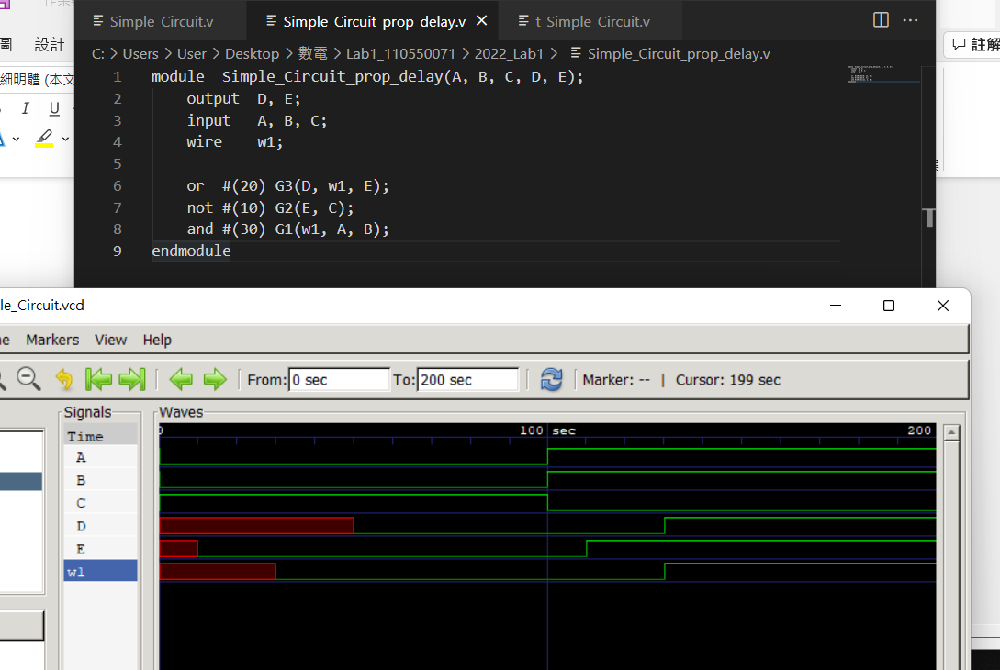 Simple_Circuit.v
Simple_Circuit_prop_delay.v
t_Simple_Circuit.v
圖 設計
註解
C: > Users > User > Desktop > 數電 > Lab1_110550071 > 2022_Lab1 > Simple_Circuit_prop_delay.v
細明體 (本文
I U
1 module Simple_Circuit_prop_delay(A, B, C, D, E);
2 output D, E;
3 input A, B, C;
4 wire w1;
5
6 or #(20) G3(D, w1, E);
7 not #(10) G2(E, C);
8 and #(30) G1(w1, A, B);
9 endmodule
le_Circuit.vcd
e Markers View Help
From: 0 sec To: 200 sec Marker: -- | Cursor: 199 sec
Signals
Waves
Time
0 100 sec 200
A
B
C
D
E
w1